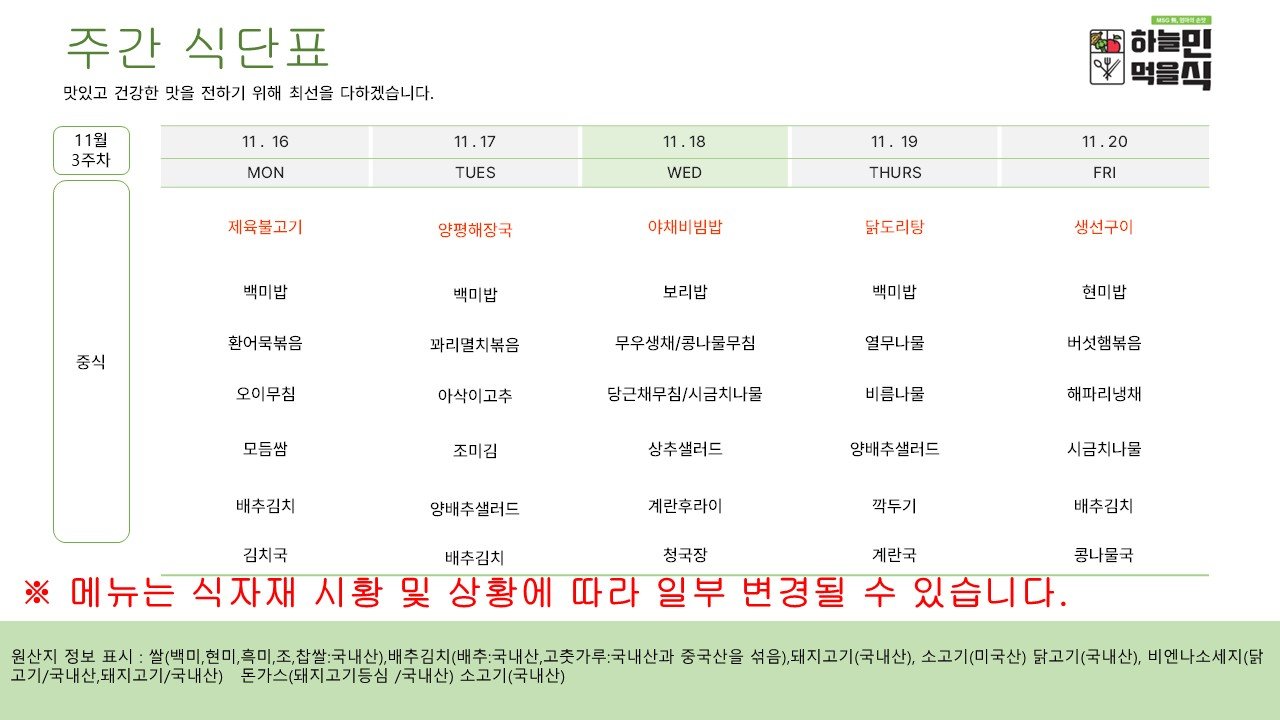 주간 식단표
맛있고 건강한 맛을 전하기 위해 최선을 다하겠습니다.
MSG 無, 엄마의 손맛
하늘민
먹을식
11월
3주차
11 . 16 11 . 17 11 . 18 11 . 19 11 . 20
MON TUES WED THURS FRI
중식
제육불고기 양평해장국 야채비빔밥 닭도리탕 생선구이
백미밥 백미밥 보리밥 백미밥 현미밥
환어묵볶음 꽈리멸치볶음 무우생채/콩나물무침 열무나물 버섯햄볶음
오이무침 아삭이고추 당근채무침/시금치나물 비름나물 해파리냉채
모듬쌈 조미김 상추샐러드 양배추샐러드 시금치나물
배추김치 양배추샐러드 계란후라이 깍두기 배추김치
김치국 배추김치 청국장 계란국 콩나물국
※ 메뉴는 식자재 시황 및 상황에 따라 일부 변경될 수 있습니다.
원산지 정보 표시 : 쌀(백미,현미,흑미,조,찹쌀:국내산),배추김치(배추:국내산,고춧가루:국내산과 중국산을 섞음),돼지고기(국내산), 소고기(미국산) 닭고기(국내산), 비엔나소세지(닭
고기/국내산,돼지고기/국내산) 돈가스(돼지고기등심 /국내산) 소고기(국내산)